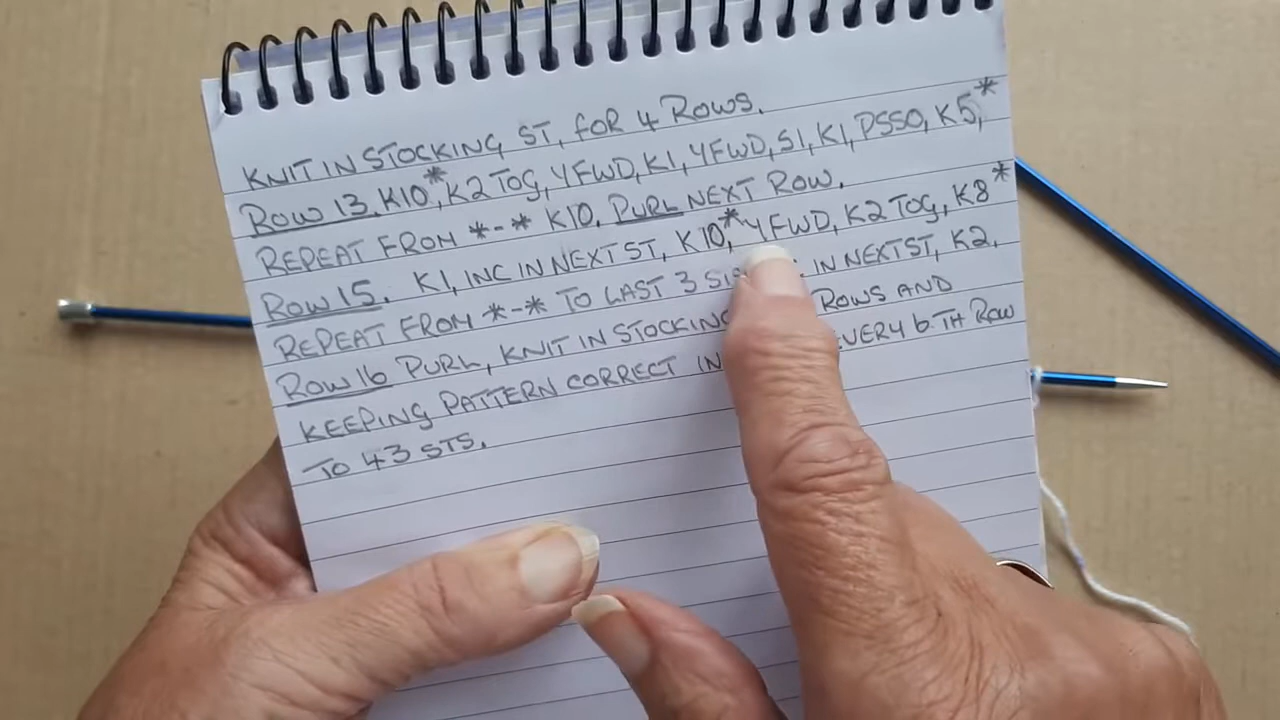 KNIT IN STOCKING ST, FOR 4 ROWS.
ROW 13. K10*, K2 TOG, YFWD, K1, YFWD, S1, K1, PSSO, K5,*
REPEAT FROM *-* K10. PURL NEXT ROW.
ROW 15. K1, INC IN NEXT ST, K10,* YFWD, K2 TOG, K8*
REPEAT FROM *-* TO LAST 3 IN NEXT ST, K2.
ROW 16 PURL, KNIT IN STOCKING ROWS AND
KEEPING PATTERN CORRECT IN EVERY 6TH ROW
TO 43 STS.